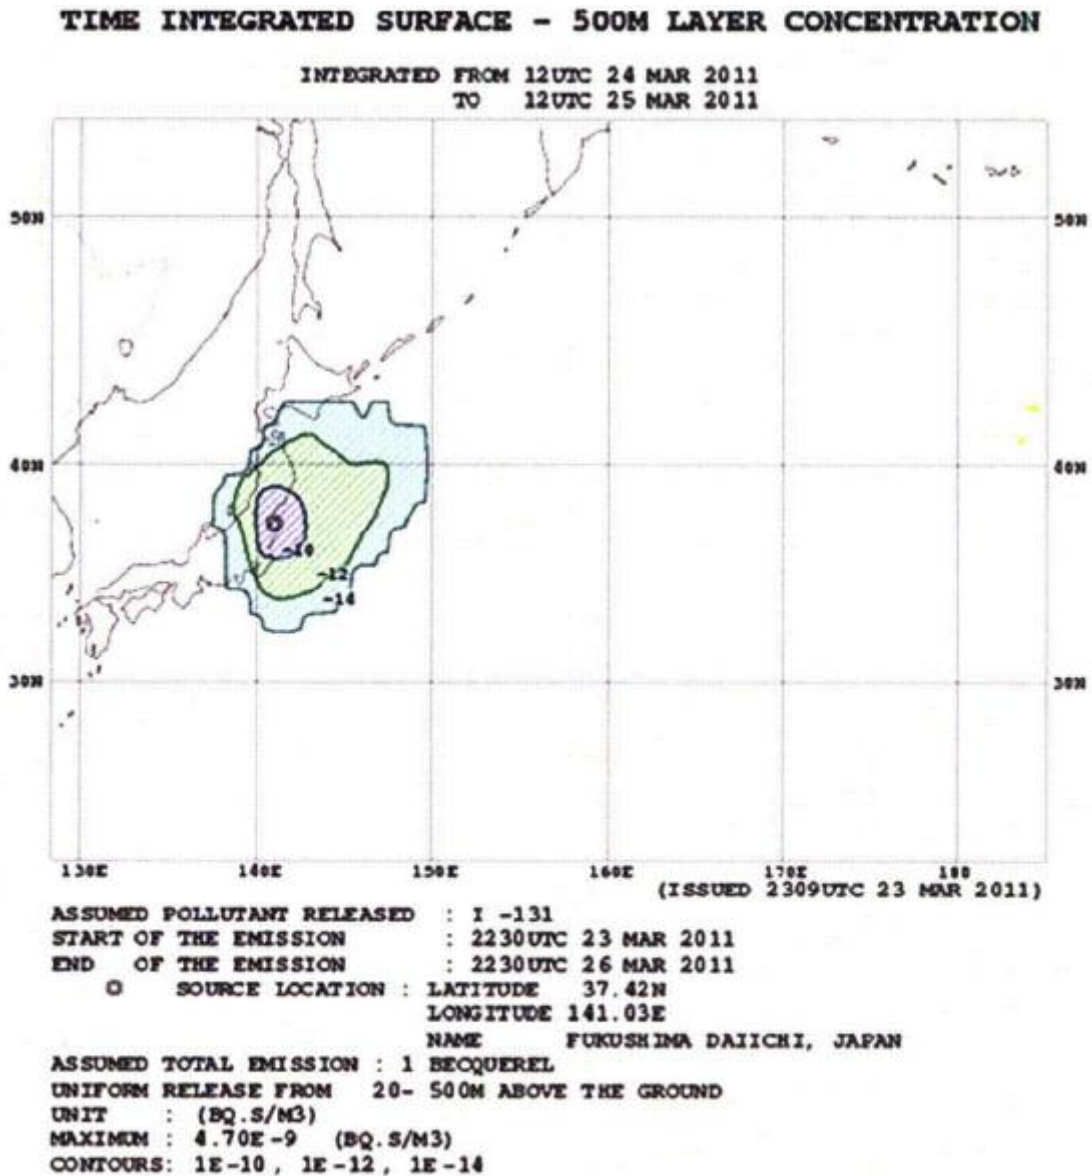 TIME INTEGRATED SURFACE - 500M LAYER CONCENTRATION
INTEGRATED FROM 12UTC 24 MAR 2011
TO 12UTC 25 MAR 2011
50N 50N
40N 40N
-10
-12
-14
30N 30N
130E 140E 150E 160E 170E 180
(ISSUED 2309UTC 23 MAR 2011)
ASSUMED POLLUTANT RELEASED : I -131
START OF THE EMISSION : 2230UTC 23 MAR 2011
END OF THE EMISSION : 2230UTC 26 MAR 2011
SOURCE LOCATION : LATITUDE 37.42N
LONGITUDE 141.03E
NAME FUKUSHIMA DAIICHI, JAPAN
ASSUMED TOTAL EMISSION : 1 BECQUEREL
UNIFORM RELEASE FROM 20- 500M ABOVE THE GROUND
UNIT : (BQ.S/M3)
MAXIMUM : 4.70E-9 (BQ.S/M3)
CONTOURS: 1E-10, 1E-12, 1E-14